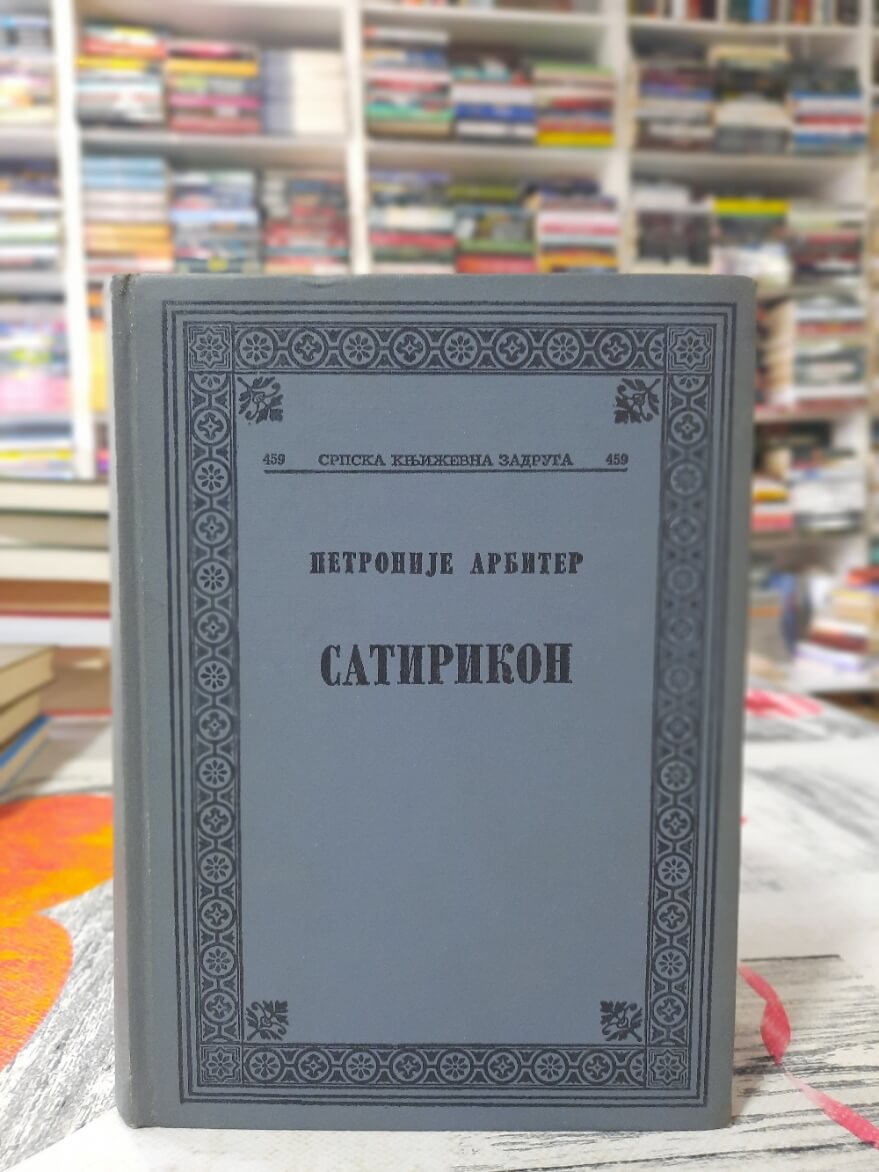 459 СРПСКА КЊИЖЕВНА ЗАДРУГА 459
ПЕТРОНИЈЕ АРБИТЕР
САТИРИКОН